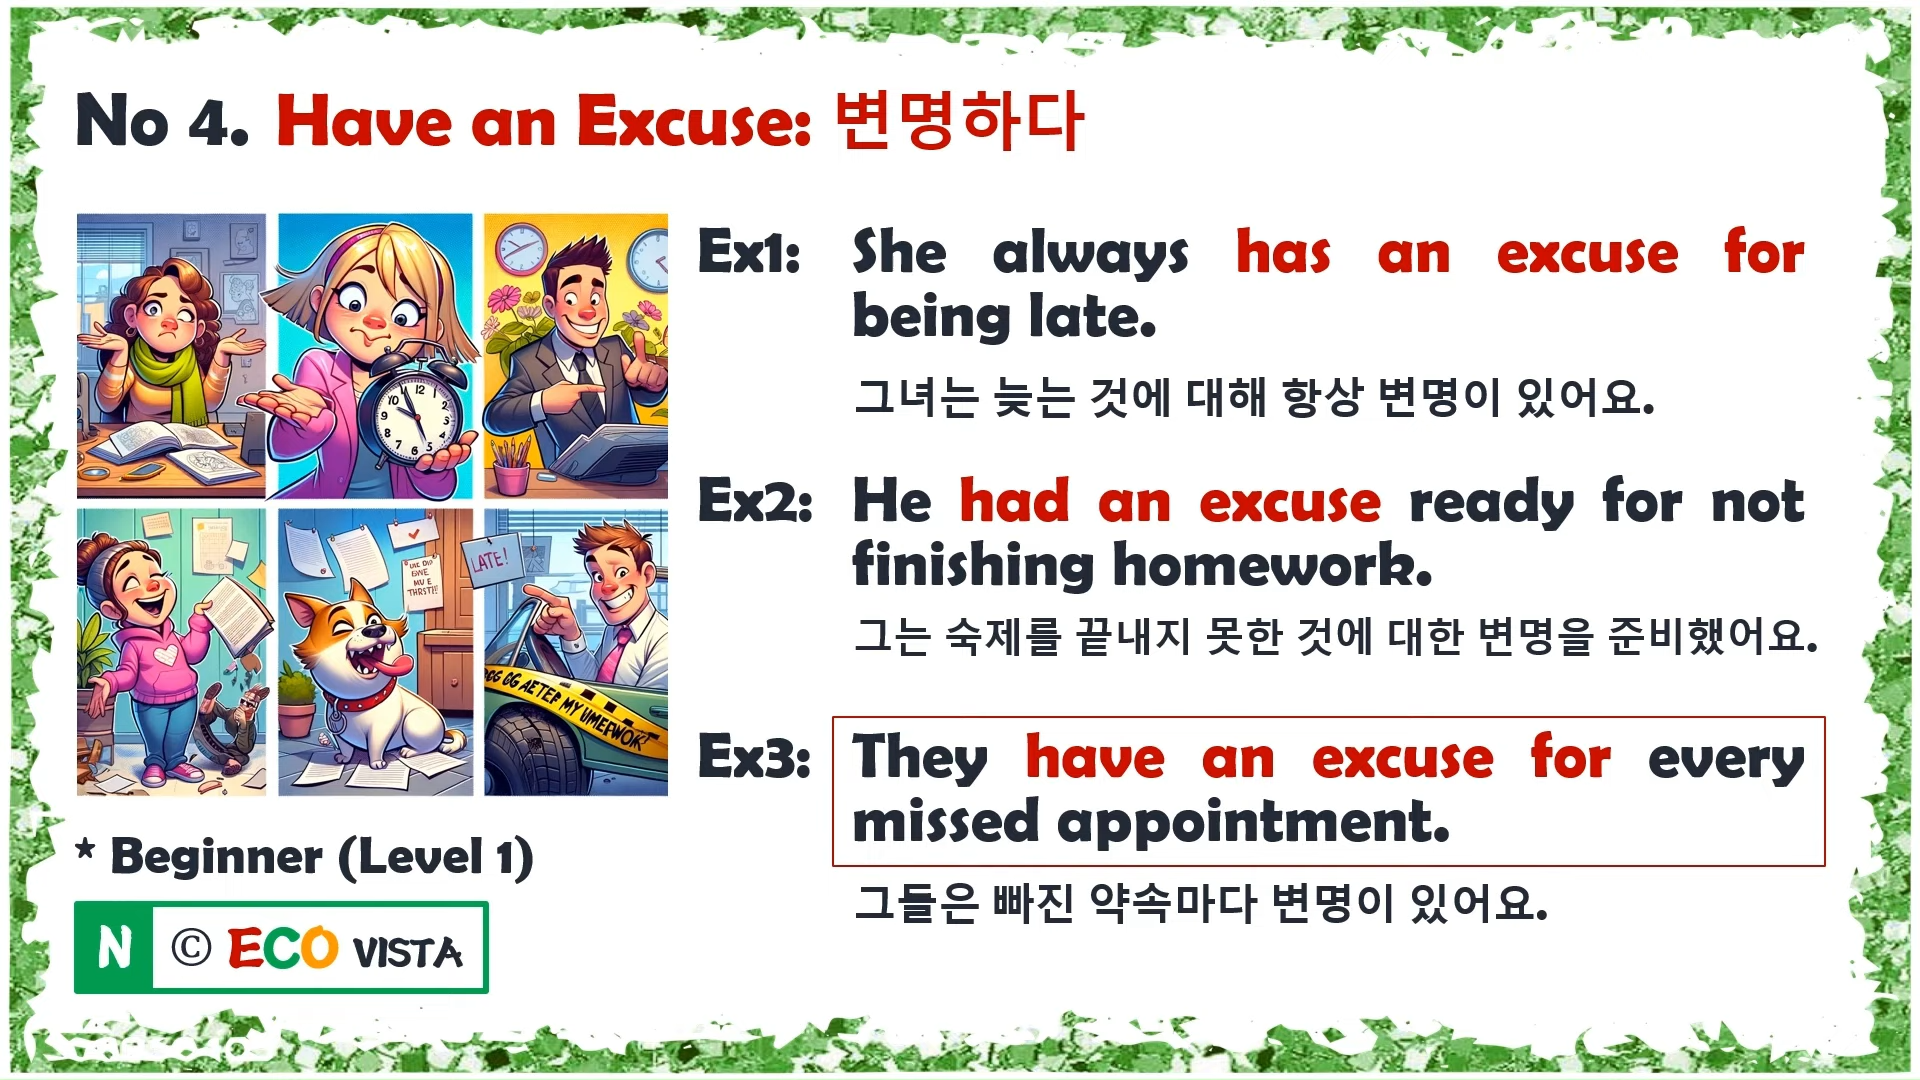 No 4. Have an Excuse: 변명하다
Ex1: She always has an excuse for
being late.
그녀는 늦는 것에 대해 항상 변명이 있어요.
Ex2: He had an excuse ready for not
finishing homework.
그는 숙제를 끝내지 못한 것에 대한 변명을 준비했어요.
Ex3: They have an excuse for every
missed appointment.
그들은 빠진 약속마다 변명이 있어요.
LATE!
* Beginner (Level 1)
N © ECO VISTA